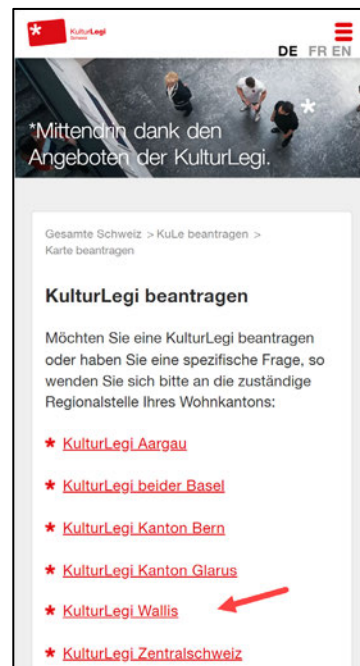 KulturLegi
Schweiz
DE FR EN
*Mittendrin dank den
Angeboten der KulturLegi.
Gesamte Schweiz > KuLe beantragen >
Karte beantragen
KulturLegi beantragen
Möchten Sie eine KulturLegi beantragen
oder haben Sie eine spezifische Frage, so
wenden Sie sich bitte an die zuständige
Regionalstelle Ihres Wohnkantons:
* KulturLegi Aargau
* KulturLegi beider Basel
* KulturLegi Kanton Bern
* KulturLegi Kanton Glarus
* KulturLegi Wallis
* KulturLegi Zentralschweiz